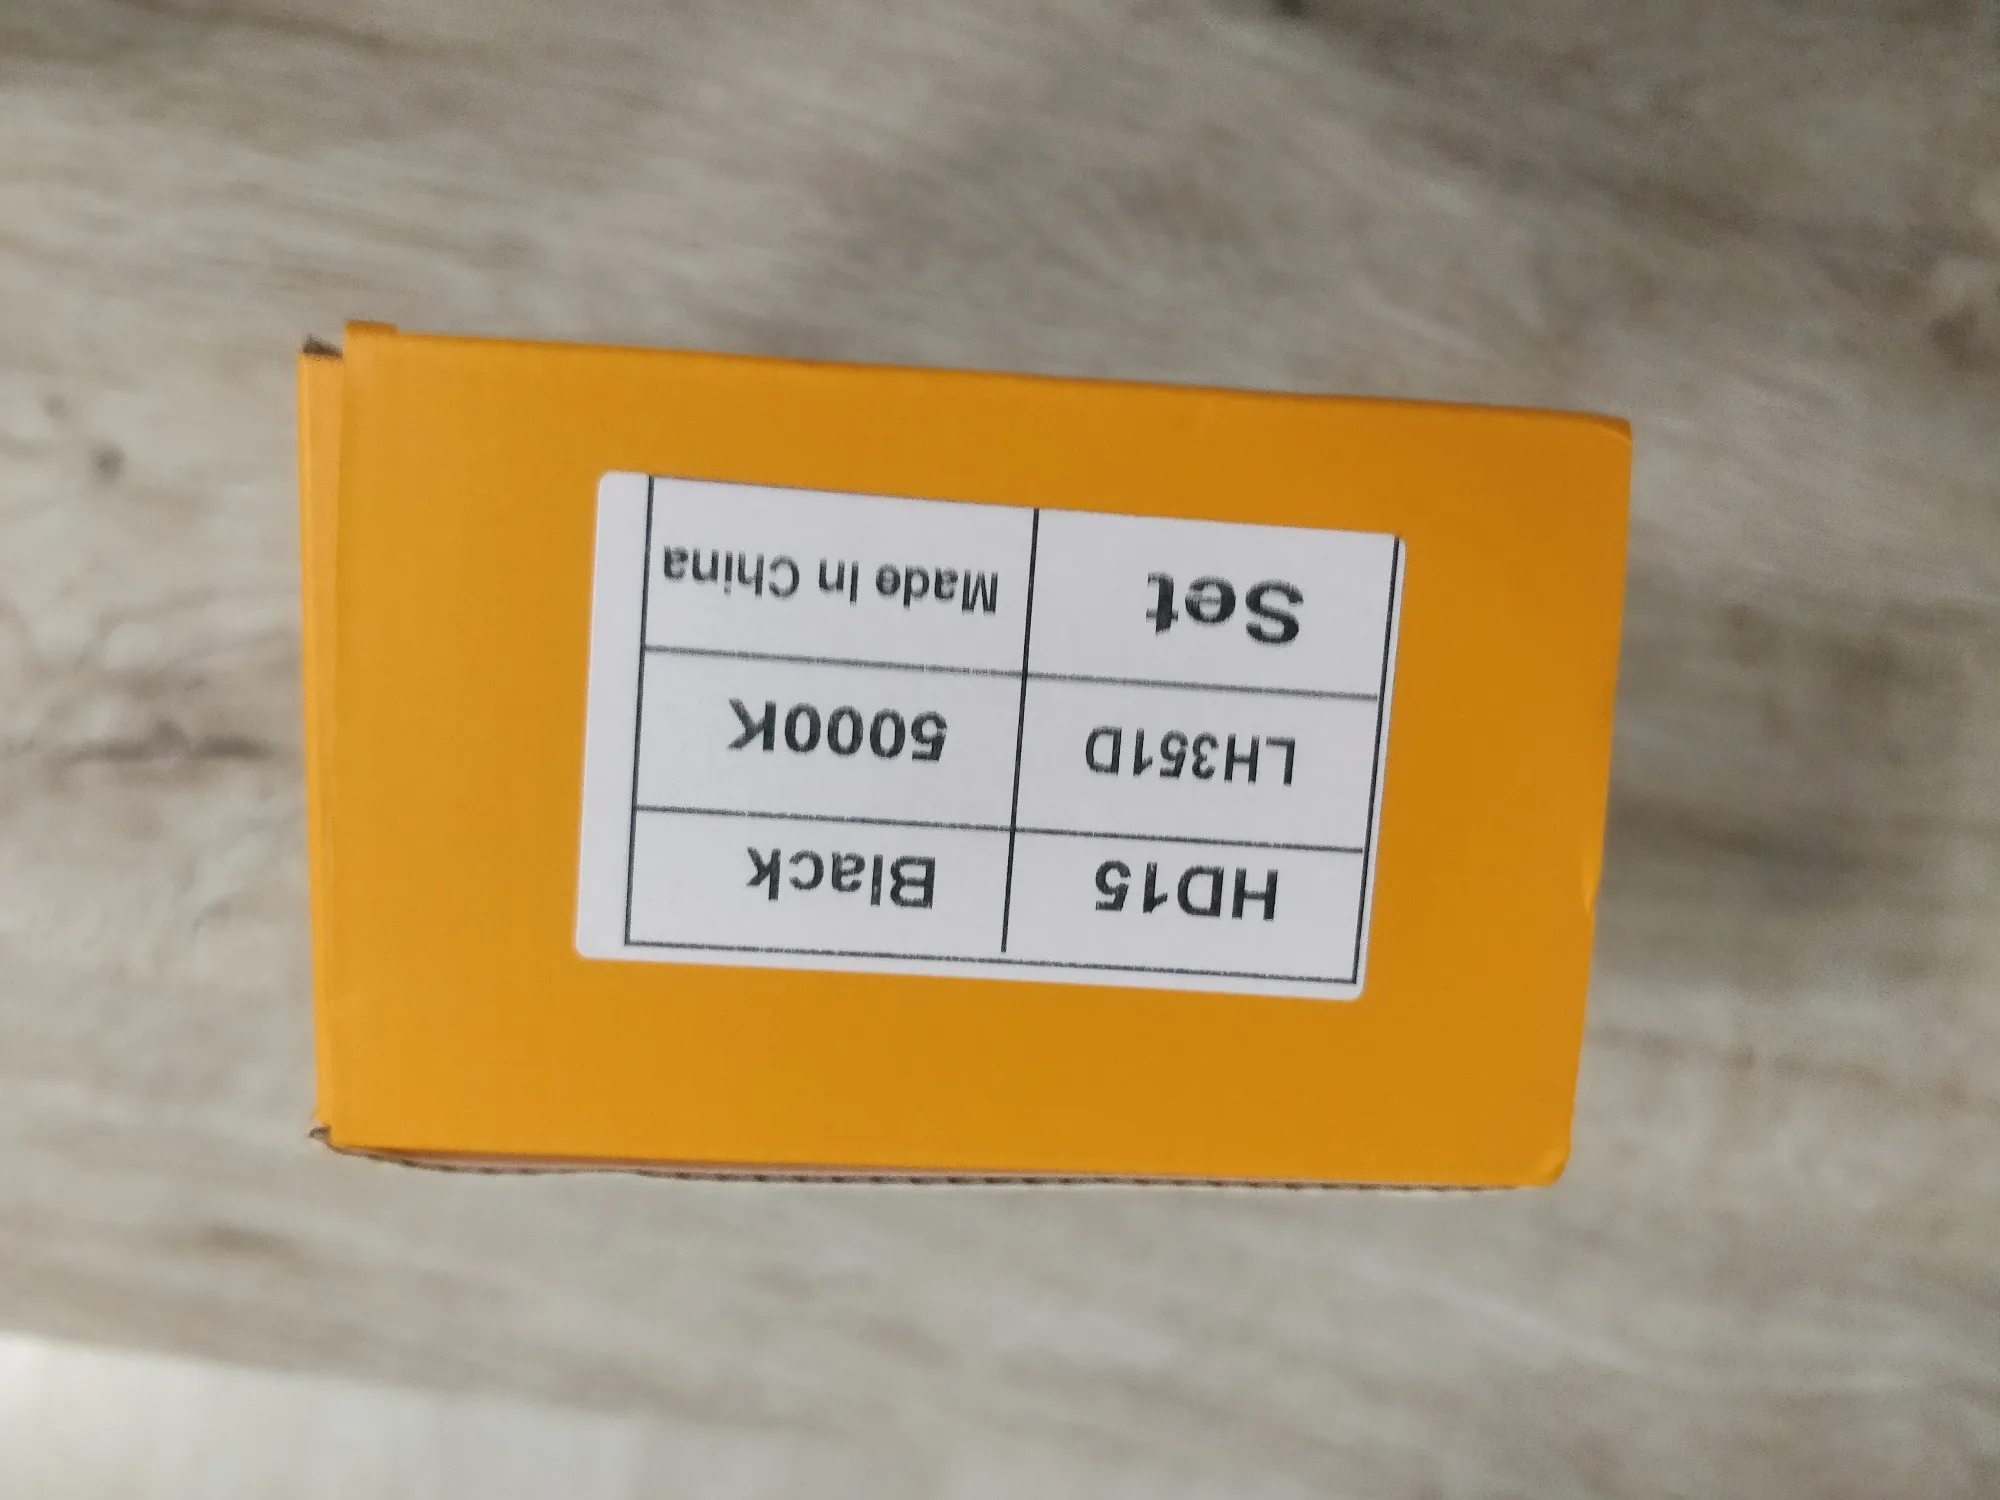 HD15 Black
LH351D 5000K
Set Made In China